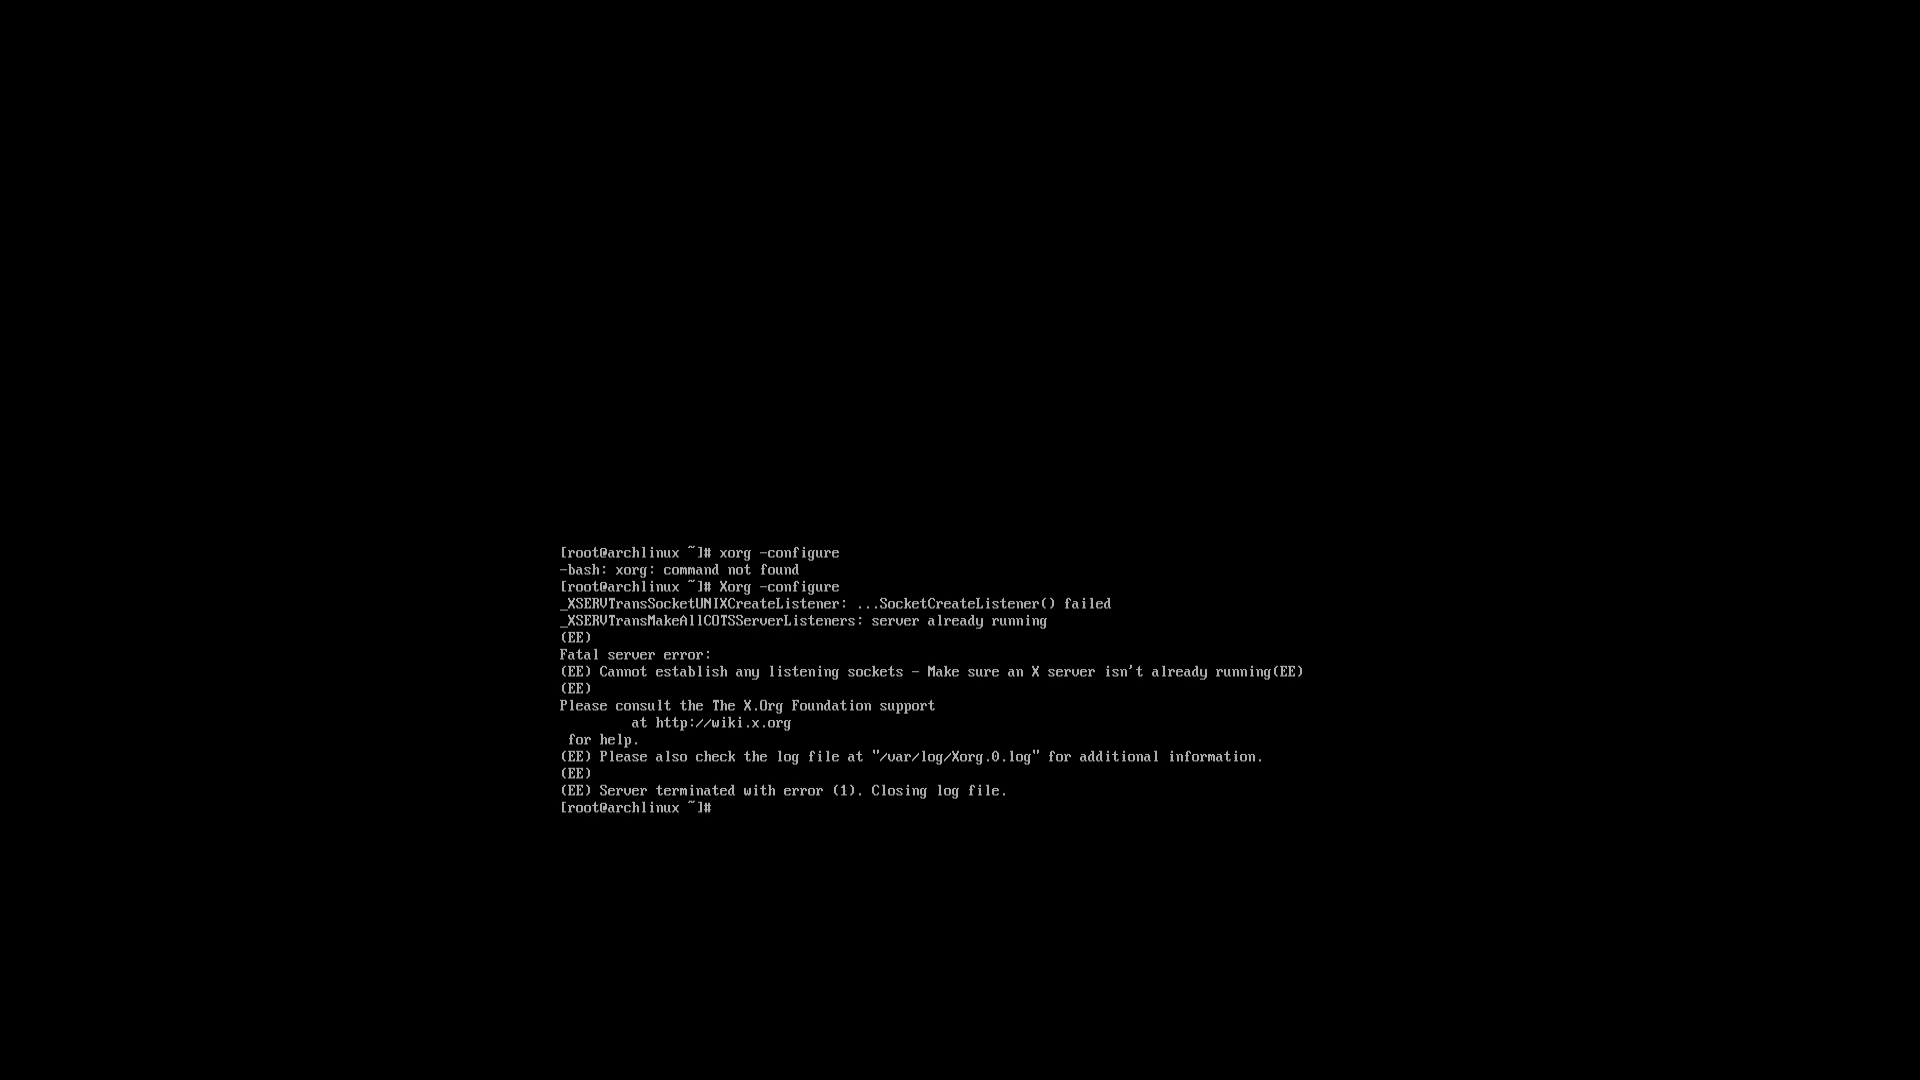 [root@archlinux ~]# xorg -configure
-bash: xorg: command not found
[root@archlinux ~]# Xorg -configure
_XSERVTransSocketUNIXCreateListener: ...SocketCreateListener() failed
_XSERVTransMakeAllCOTSServerListeners: server already running
(EE)
Fatal server error:
(EE) Cannot establish any listening sockets - Make sure an X server isn't already running(EE)
(EE)
Please consult the The X.Org Foundation support
         at http://wiki.x.org
 for help.
(EE) Please also check the log file at "/var/log/Xorg.0.log" for additional information.
(EE)
(EE) Server terminated with error (1). Closing log file.
[root@archlinux ~]#